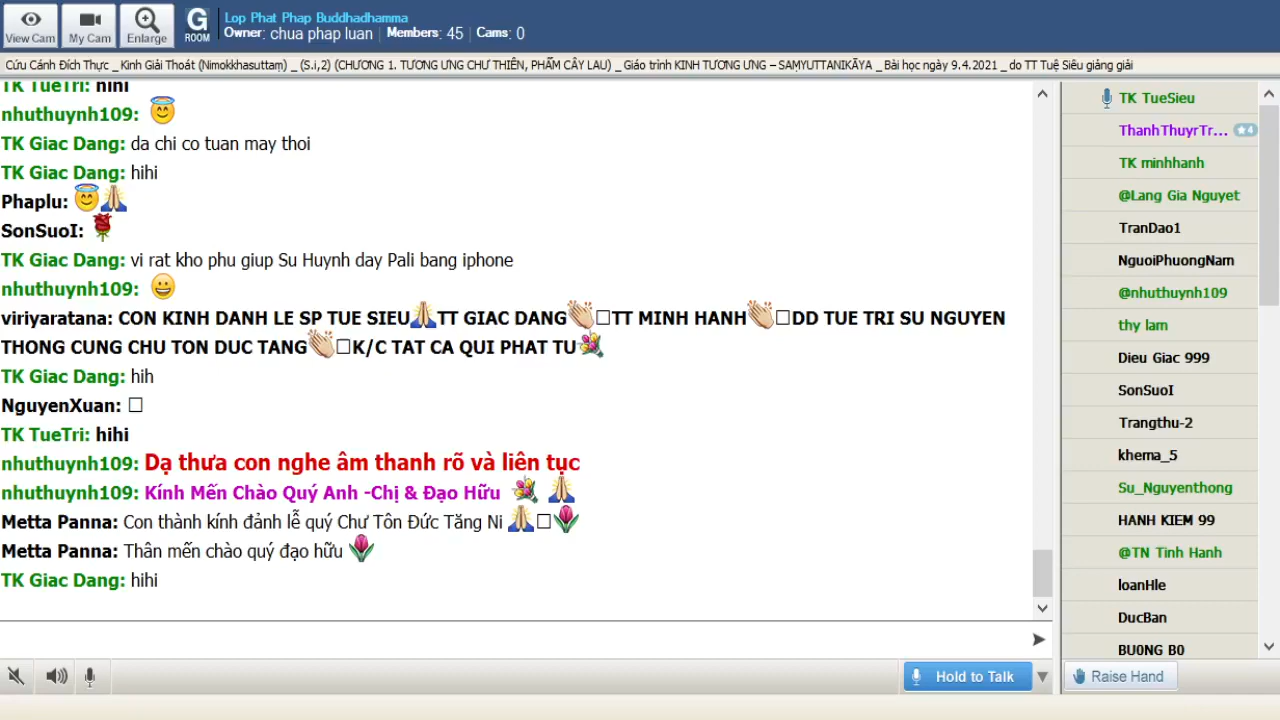 View Cam
My Cam
Enlarge
G ROOM
Lop Phat Phap Buddhadhamma
Owner: chua phap luan | Members: 45 | Cams: 0
Cứu Cánh Đích Thực _Kinh Giải Thoát (Nimokkhasuttaṃ) _ (S.i,2) (CHƯƠNG 1. TƯƠNG ƯNG CHƯ THIÊN, PHẨM CÂY LAU) _Giáo trình KINH TƯƠNG ƯNG – SAṂYUTTANIKĀYA _Bài học ngày 9.4.2021 _ do TT Tuệ Siêu giảng giải
TK TueTri: hihi
nhuthuynh109:
TK Giac Dang: da chi co tuan may thoi
TK Giac Dang: hihi
Phaplu:
SonSuoI:
TK Giac Dang: vi rat kho phu giup Su Huynh day Pali bang iphone
nhuthuynh109:
viriyaratana: CON KINH DANH LE SP TUE SIEU TT GIAC DANG TT MINH HANH DD TUE TRI SU NGUYEN
THONG CUNG CHU TON DUC TANG K/C TAT CA QUI PHAT TU
TK Giac Dang: hih
NguyenXuan:
TK TueTri: hihi
nhuthuynh109: Dạ thưa con nghe âm thanh rõ và liên tục
nhuthuynh109: Kính Mến Chào Quý Anh -Chị & Đạo Hữu
Metta Panna: Con thành kính đảnh lễ quý Chư Tôn Đức Tăng Ni
Metta Panna: Thân mến chào quý đạo hữu
TK Giac Dang: hihi
TK TueSieu
ThanhThuyrTr... 4
TK minhhanh
@Lang Gia Nguyet
TranDao1
NguoiPhuongNam
@nhuthuynh109
thy lam
Dieu Giac 999
SonSuoI
Trangthu-2
khema_5
Su_Nguyenthong
HANH KIEM 99
@TN Tinh Hanh
loanHle
DucBan
BU0NG B0
Hold to Talk
Raise Hand